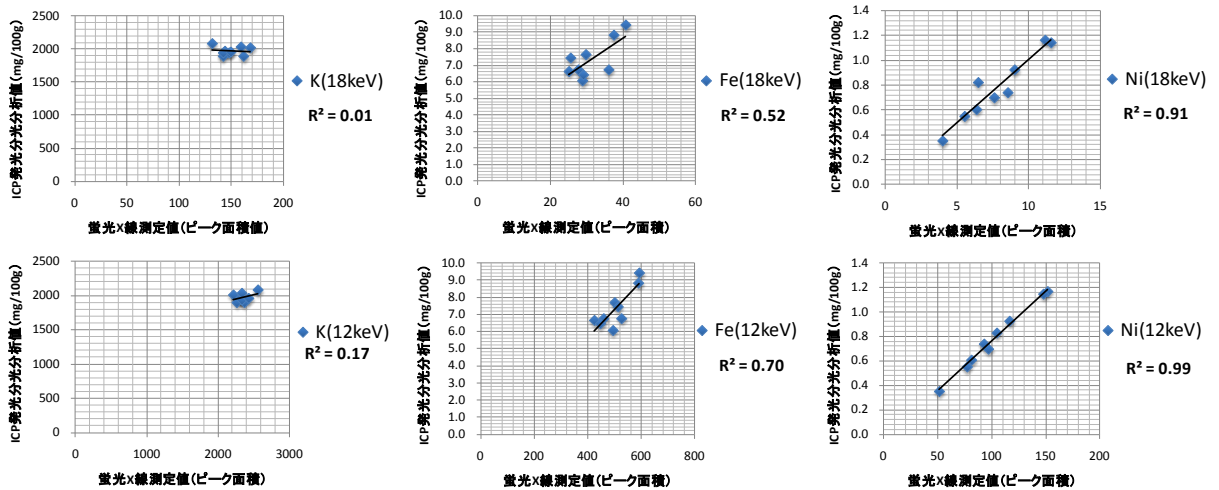 ICP発光分光分析値(mg/100g)
2500
2000
1500
1000
500
0
0 50 100 150 200
蛍光X線測定値(ピーク面積値)
K(18keV)
R² = 0.01
ICP発光分光分析値(mg/100g)
10.0
9.0
8.0
7.0
6.0
5.0
4.0
3.0
2.0
1.0
0.0
0 20 40 60
蛍光X線測定値(ピーク面積)
Fe(18keV)
R² = 0.52
ICP発光分光分析値(mg/100g)
1.4
1.2
1.0
0.8
0.6
0.4
0.2
0.0
0 5 10 15
蛍光X線測定値(ピーク面積)
Ni(18keV)
R² = 0.91
ICP発光分光分析値(mg/100g)
2500
2000
1500
1000
500
0
0 1000 2000 3000
蛍光X線測定値(ピーク面積)
K(12keV)
R² = 0.17
ICP発光分光分析値(mg/100g)
10.0
9.0
8.0
7.0
6.0
5.0
4.0
3.0
2.0
1.0
0.0
0 200 400 600
蛍光X線測定値(ピーク面積)
Fe(12keV)
R² = 0.70
ICP発光分光分析値(mg/100g)
1.4
1.2
1.0
0.8
0.6
0.4
0.2
0.0
0 50 100 150 200
蛍光X線測定値(ピーク面積)
Ni(12keV)
R² = 0.99